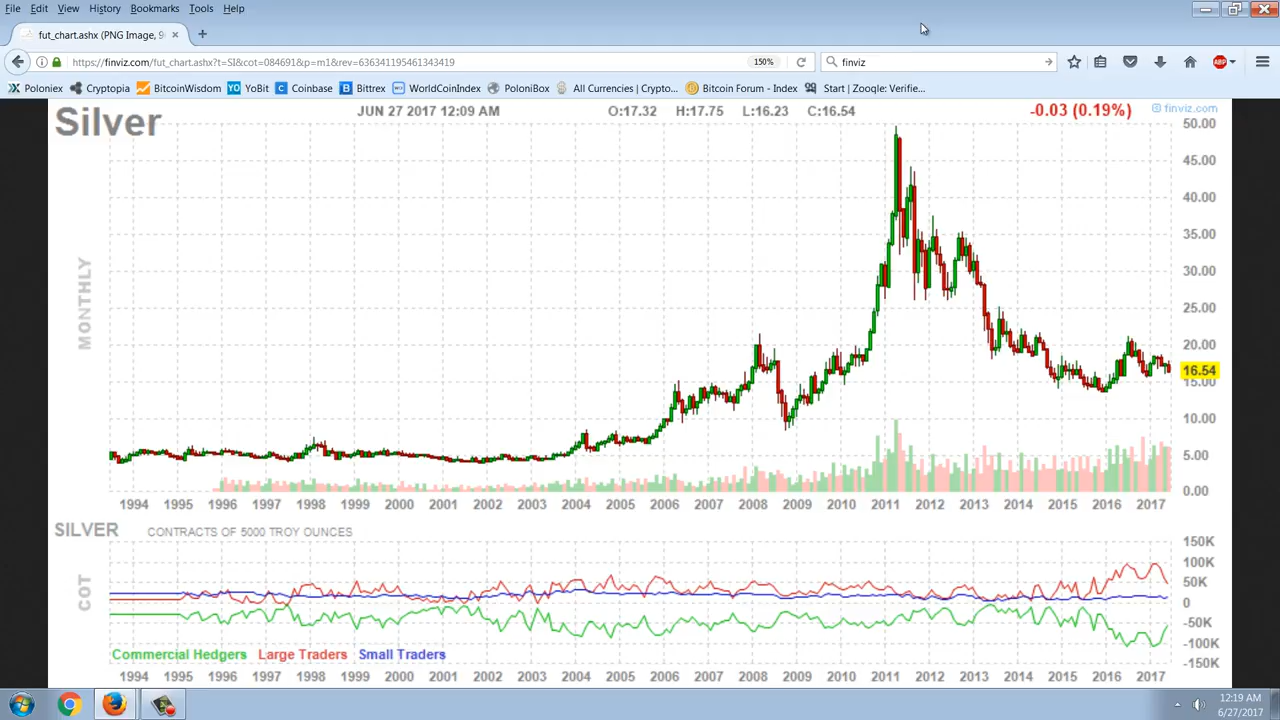 File Edit View History Bookmarks Tools Help
fut_chart.ashx (PNG Image, 9
https://finviz.com/fut_chart.ashx?t=SI&cot=084691&p=m1&rev=636341195461343419 150% finviz ABP
Poloniex Cryptopia BitcoinWisdom YO YoBit Coinbase Bittrex WorldCoinIndex PoloniBox All Currencies | Crypto... Bitcoin Forum - Index Start | Zooqle: Verifie...
Silver JUN 27 2017 12:09 AM O:17.32 H:17.75 L:16.23 C:16.54 -0.03 (0.19%) © finviz.com
50.00
45.00
40.00
35.00
30.00
25.00
20.00
16.54
15.00
10.00
5.00
0.00
MONTHLY
1994 1995 1996 1997 1998 1999 2000 2001 2002 2003 2004 2005 2006 2007 2008 2009 2010 2011 2012 2013 2014 2015 2016 2017
SILVER CONTRACTS OF 5000 TROY OUNCES
150K
100K
50K
0
-50K
-100K
-150K
COT
Commercial Hedgers Large Traders Small Traders
1994 1995 1996 1997 1998 1999 2000 2001 2002 2003 2004 2005 2006 2007 2008 2009 2010 2011 2012 2013 2014 2015 2016 2017
12:19 AM
6/27/2017